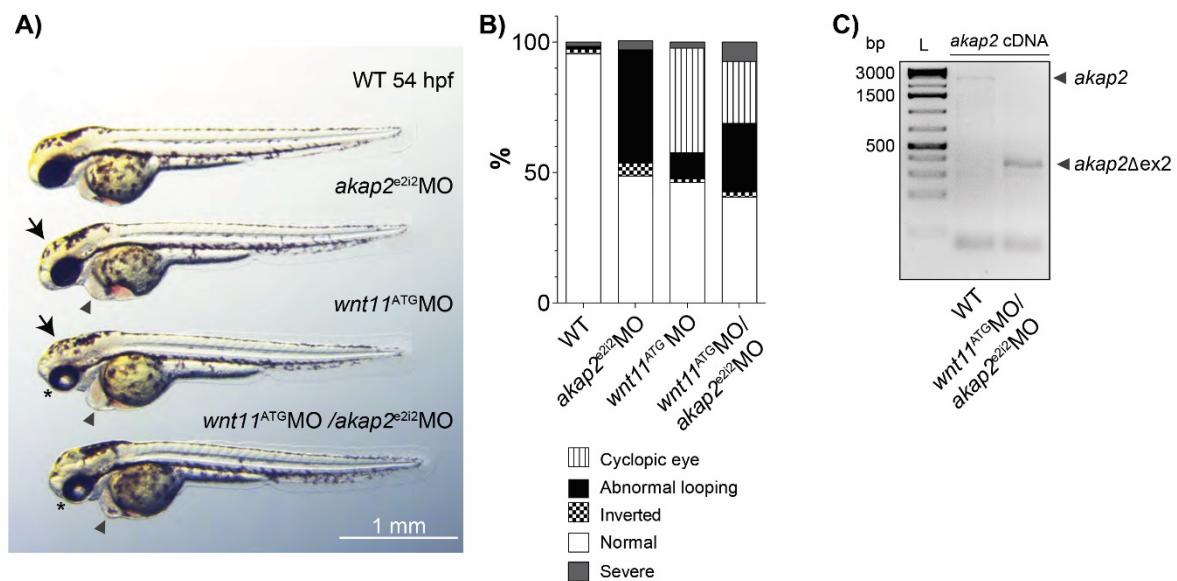 A)
WT 54 hpf
akap2e2i2MO
wnt11ATGMO
wnt11ATGMO /akap2e2i2MO
*
*
1 mm
B)
100
50
0
%
WT
akap2e2i2MO
wnt11ATG MO
wnt11ATGMO/
akap2e2i2MO
Cyclopic eye
Abnormal looping
Inverted
Normal
Severe
C)
bp L akap2 cDNA
3000
1500
500
akap2
akap2Δex2
WT
wnt11ATGMO/
akap2e2i2MO